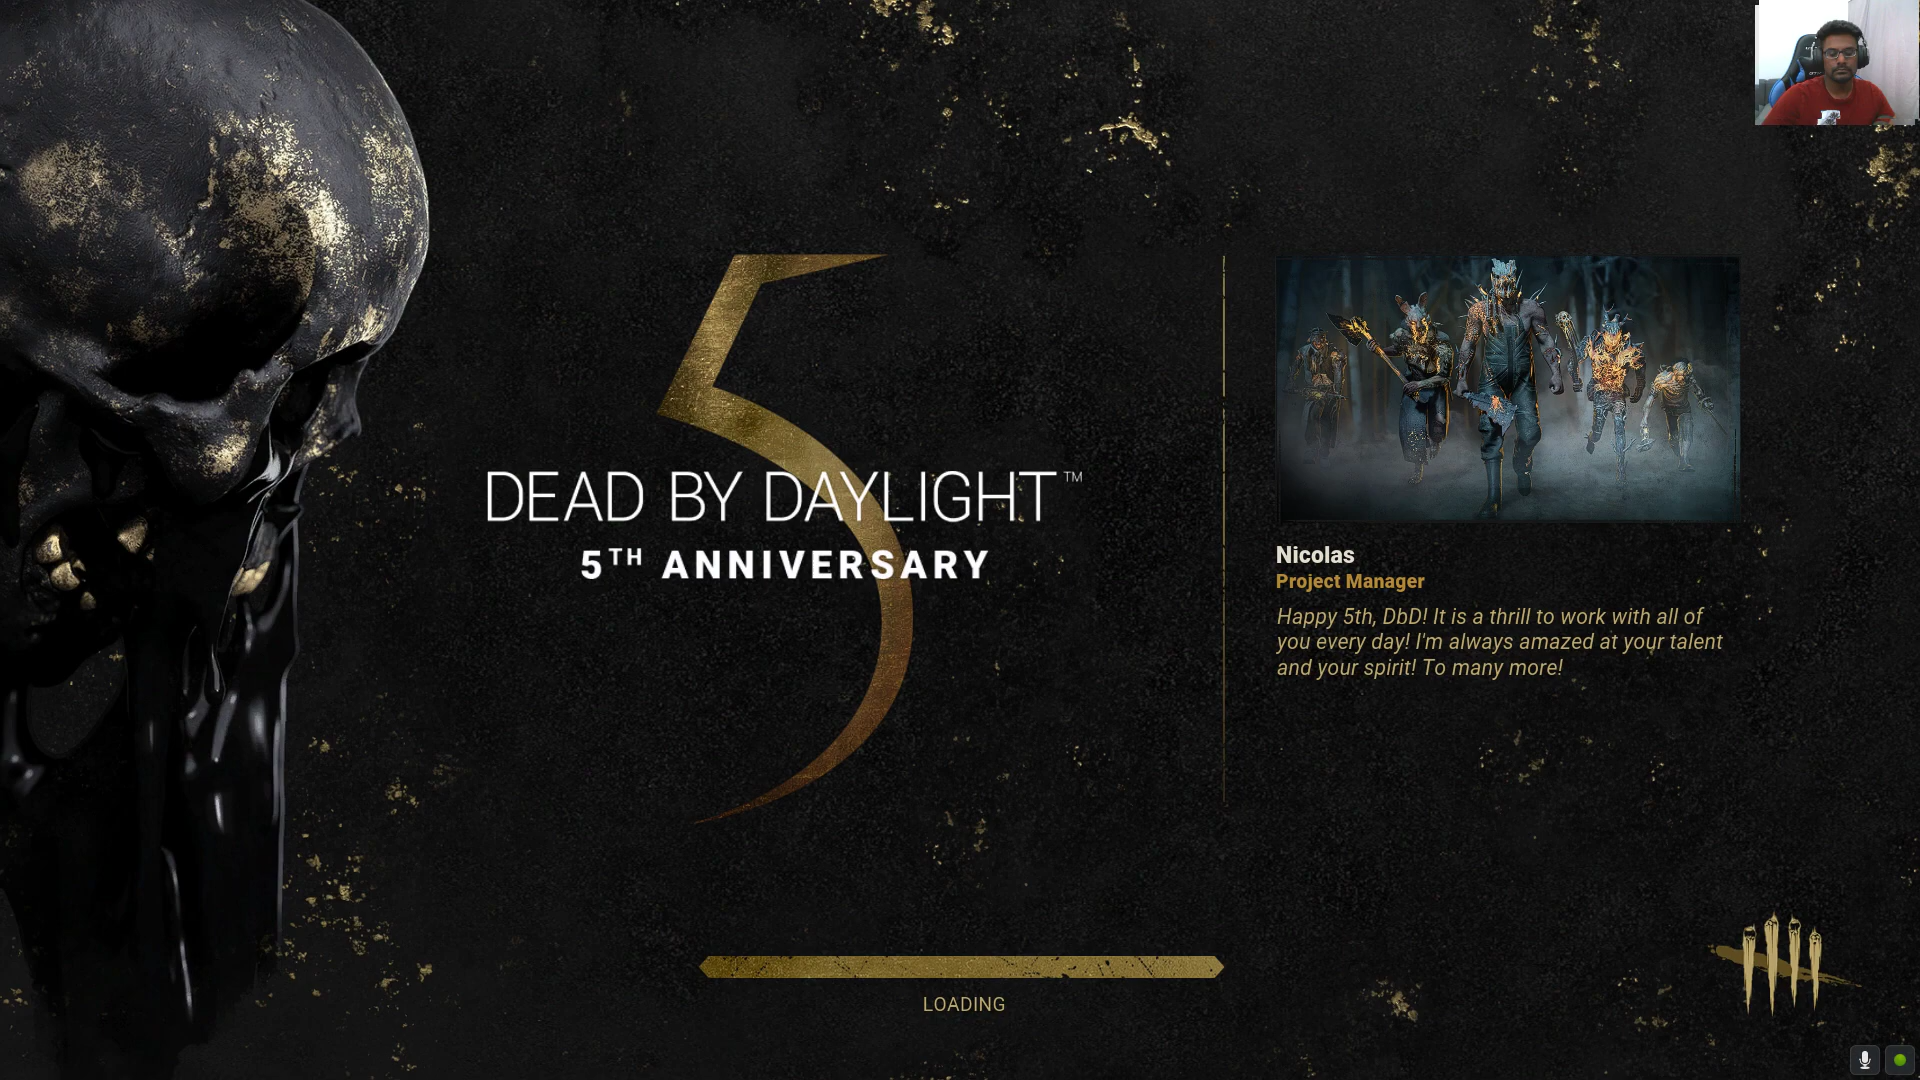 DEAD BY DAYLIGHT™
5TH ANNIVERSARY
Nicolas
Project Manager
Happy 5th, DbD! It is a thrill to work with all of
you every day! I'm always amazed at your talent
and your spirit! To many more!
LOADING